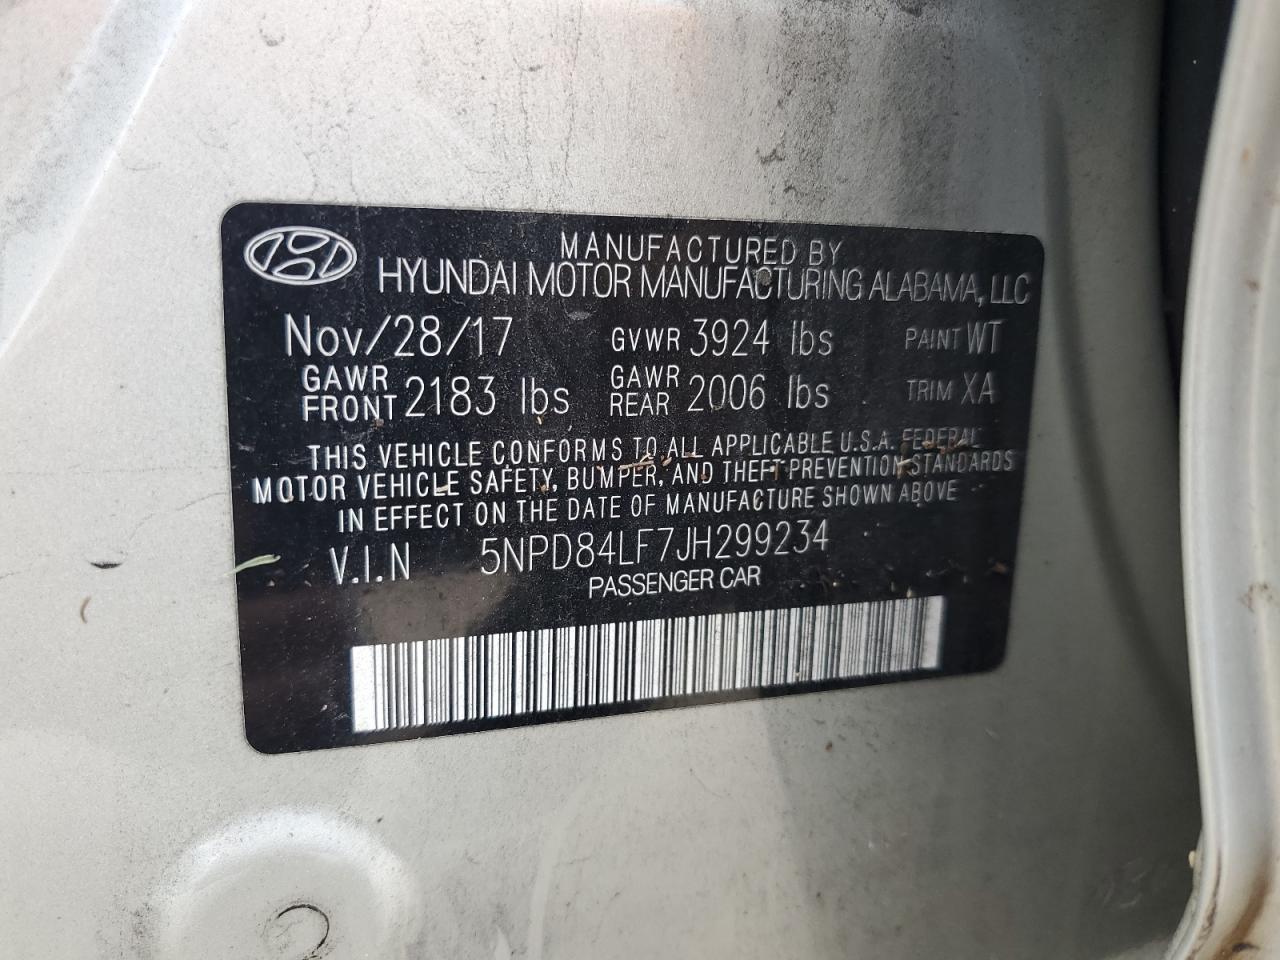 MANUFACTURED BY
HYUNDAI MOTOR MANUFACTURING ALABAMA, LLC
Nov/28/17 GVWR 3924 lbs PAINT WT
GAWR FRONT 2183 lbs GAWR REAR 2006 lbs TRIM XA
THIS VEHICLE CONFORMS TO ALL APPLICABLE U.S.A. FEDERAL
MOTOR VEHICLE SAFETY, BUMPER, AND THEFT PREVENTION STANDARDS
IN EFFECT ON THE DATE OF MANUFACTURE SHOWN ABOVE
V.I.N 5NPD84LF7JH299234
PASSENGER CAR